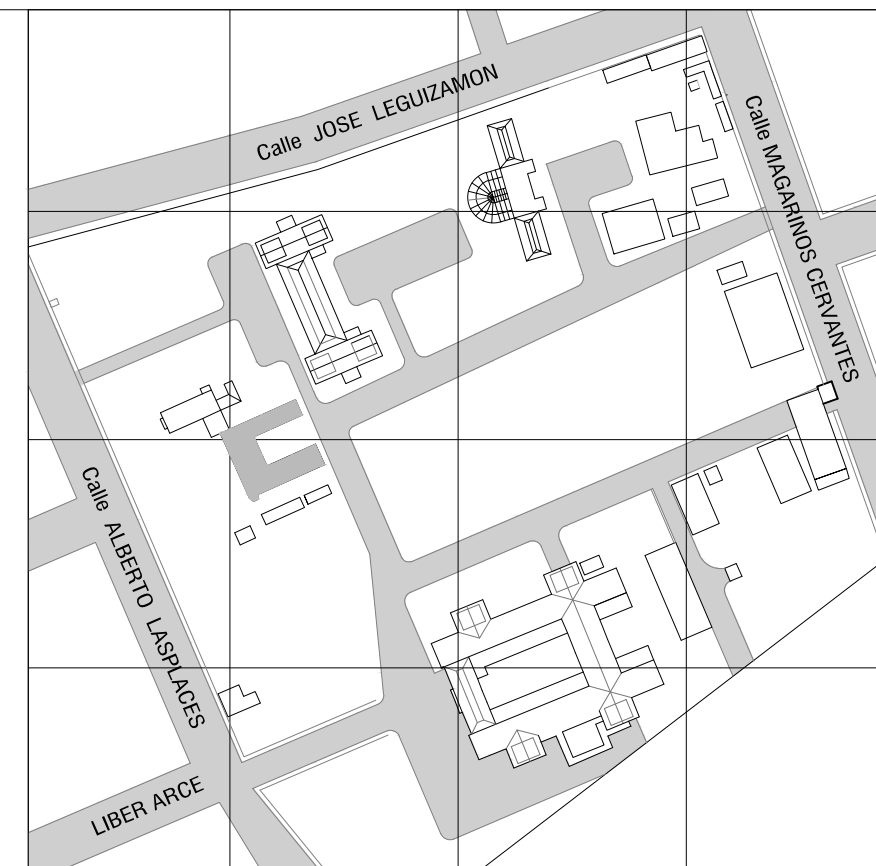 Calle JOSE LEGUIZAMON
Calle MAGARINOS CERVANTES
Calle ALBERTO LASPLACES
LIBER ARCE